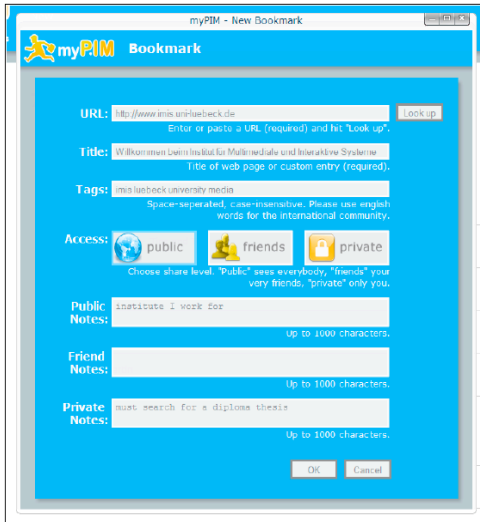 myPIM - New Bookmark
myPIM Bookmark
URL: http://www.imis.uni-luebeck.de Look up
Enter or paste a URL (required) and hit "Look up".
Title: Willkommen beim Institut für Multimediale und Interaktive Systeme
Title of web page or custom entry (required).
Tags: imis luebeck university media
Space-seperated, case-insensitive. Please use english
words for the international community.
Access: public friends private
Choose share level. "Public" sees everybody, "friends" your
very friends, "private" only you.
Public
Notes: institute I work for
Up to 1000 characters.
Friend
Notes:
Up to 1000 characters.
Private
Notes: must search for a diploma thesis
Up to 1000 characters.
OK Cancel